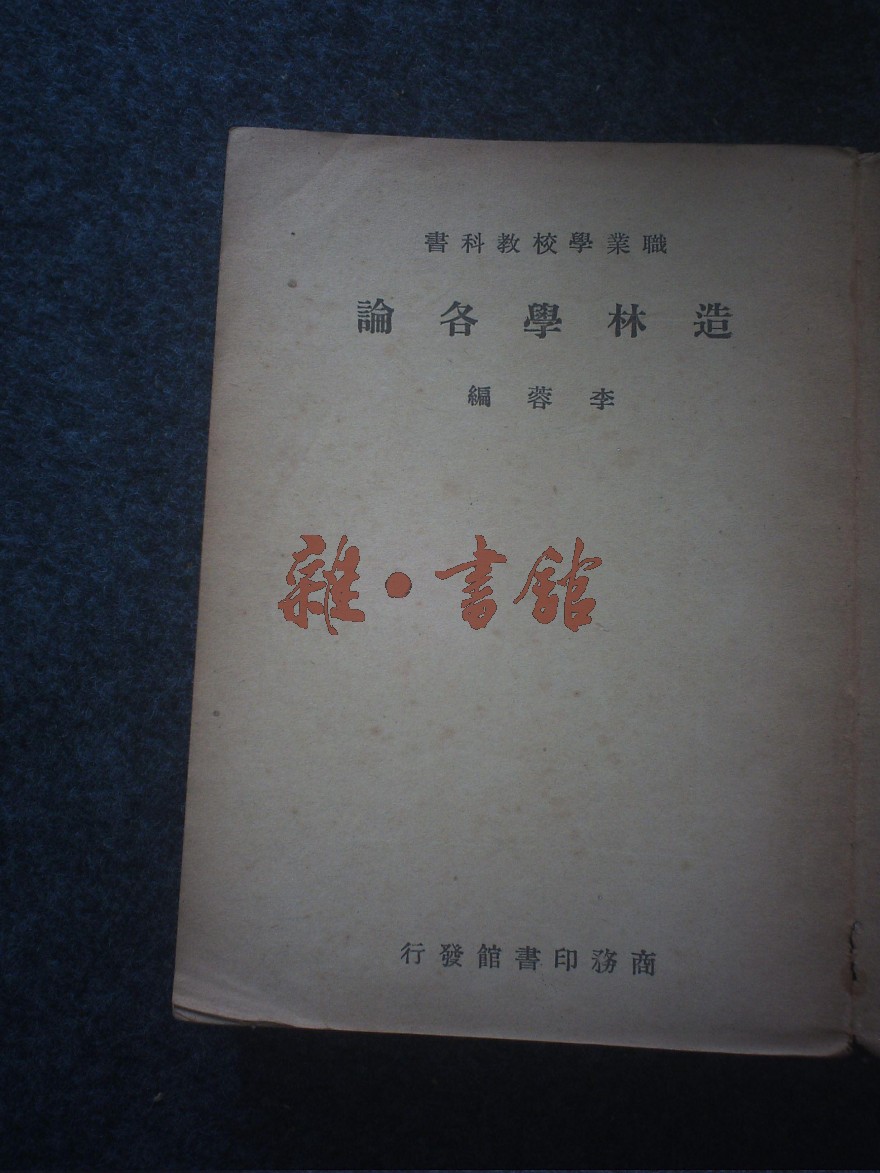 職業學校教科書
造林學各論
李蓉編
雜・書館
商務印書館發行